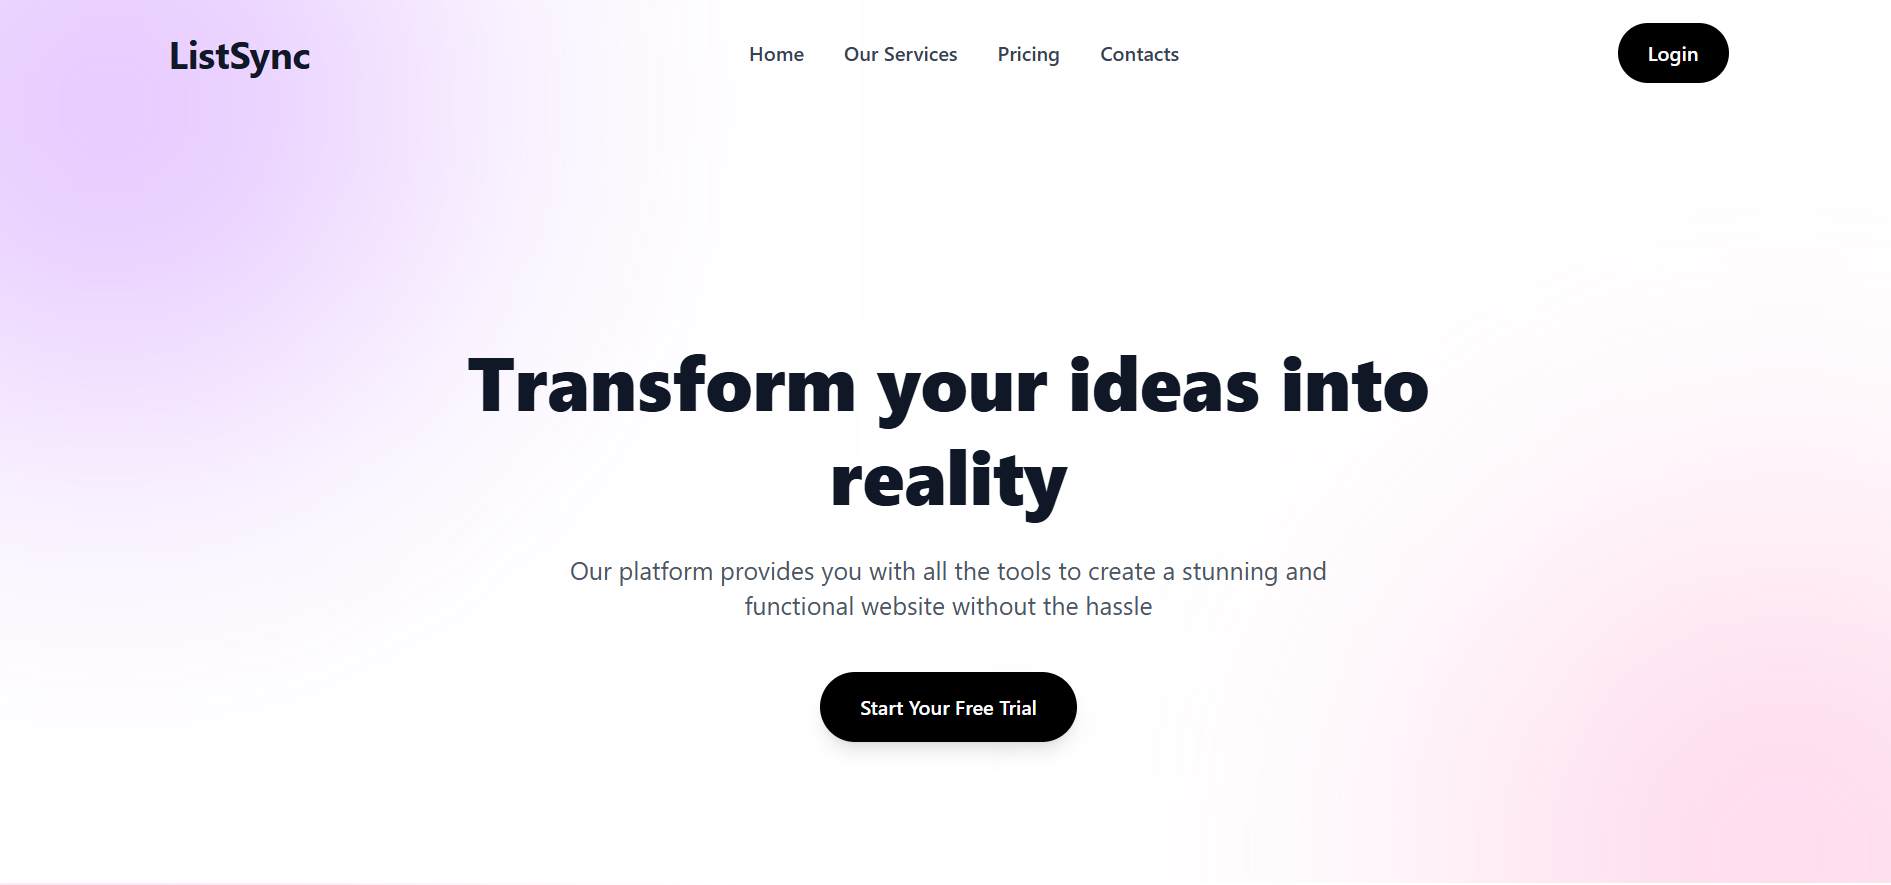 ListSync
Home
Our Services
Pricing
Contacts
Login
Transform your ideas into
reality
Our platform provides you with all the tools to create a stunning and
functional website without the hassle
Start Your Free Trial